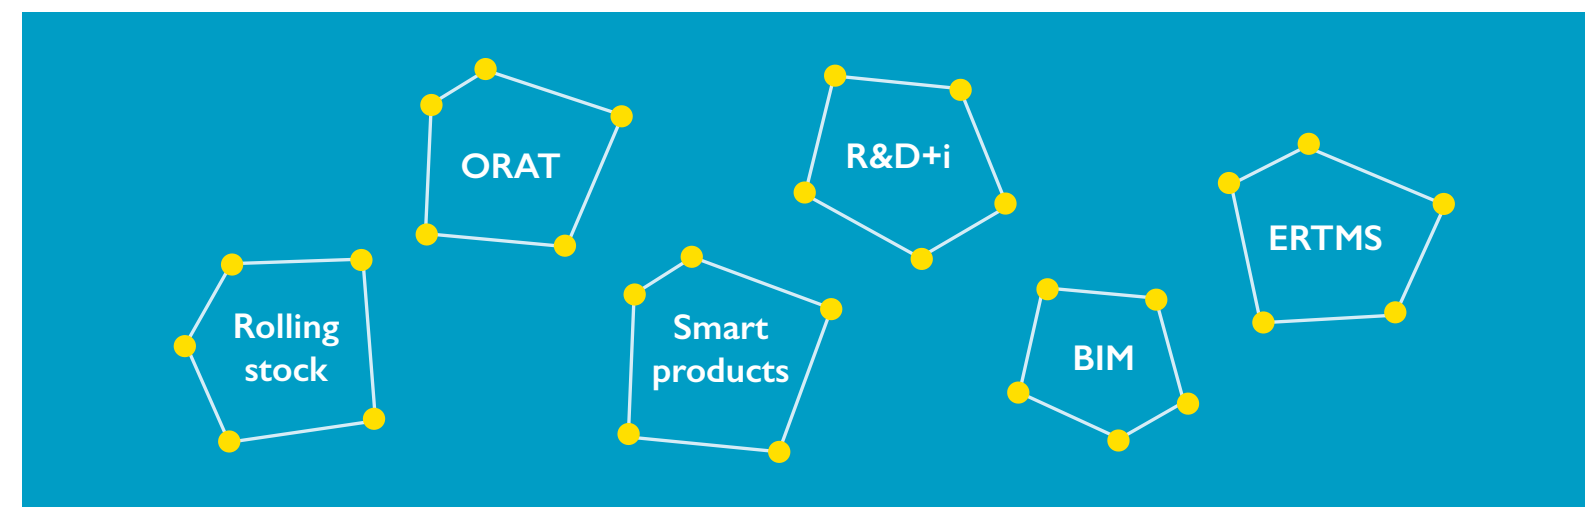 ORAT
R&D+i
ERTMS
Rolling
stock
Smart
products
BIM